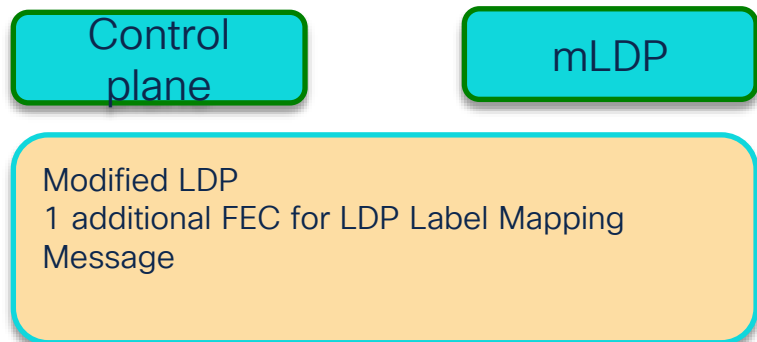 Control
plane
mLDP
Modified LDP
1 additional FEC for LDP Label Mapping
Message